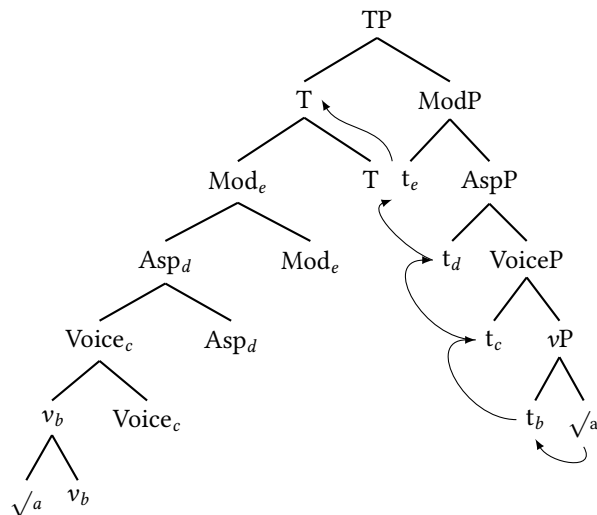 TP
T ModP
Mod_e T t_e AspP
Asp_d Mod_e t_d VoiceP
Voice_c Asp_d t_c vP
v_b Voice_c t_b √a
√a v_b